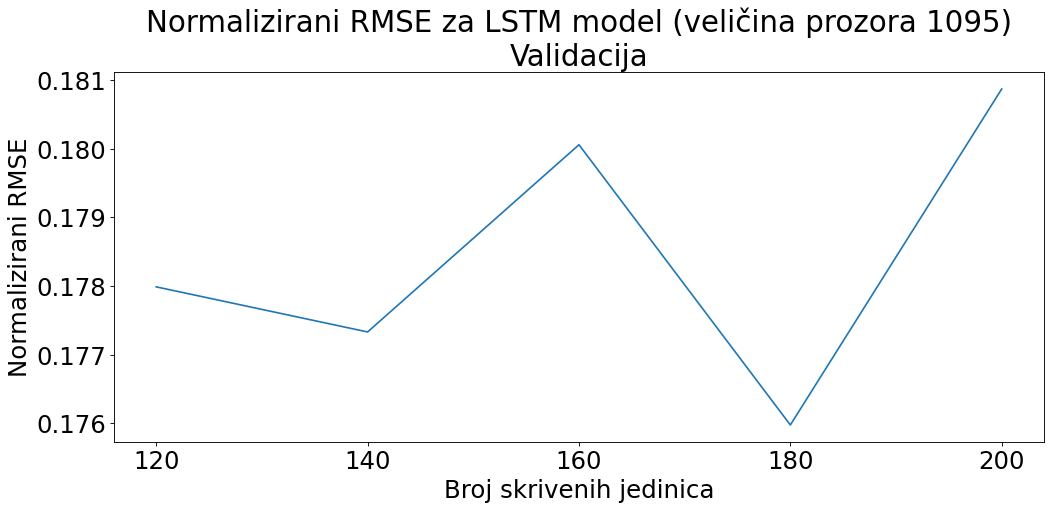 Normalizirani RMSE za LSTM model (veličina prozora 1095)
Validacija
Normalizirani RMSE
0.181
0.180
0.179
0.178
0.177
0.176
120 140 160 180 200
Broj skrivenih jedinica